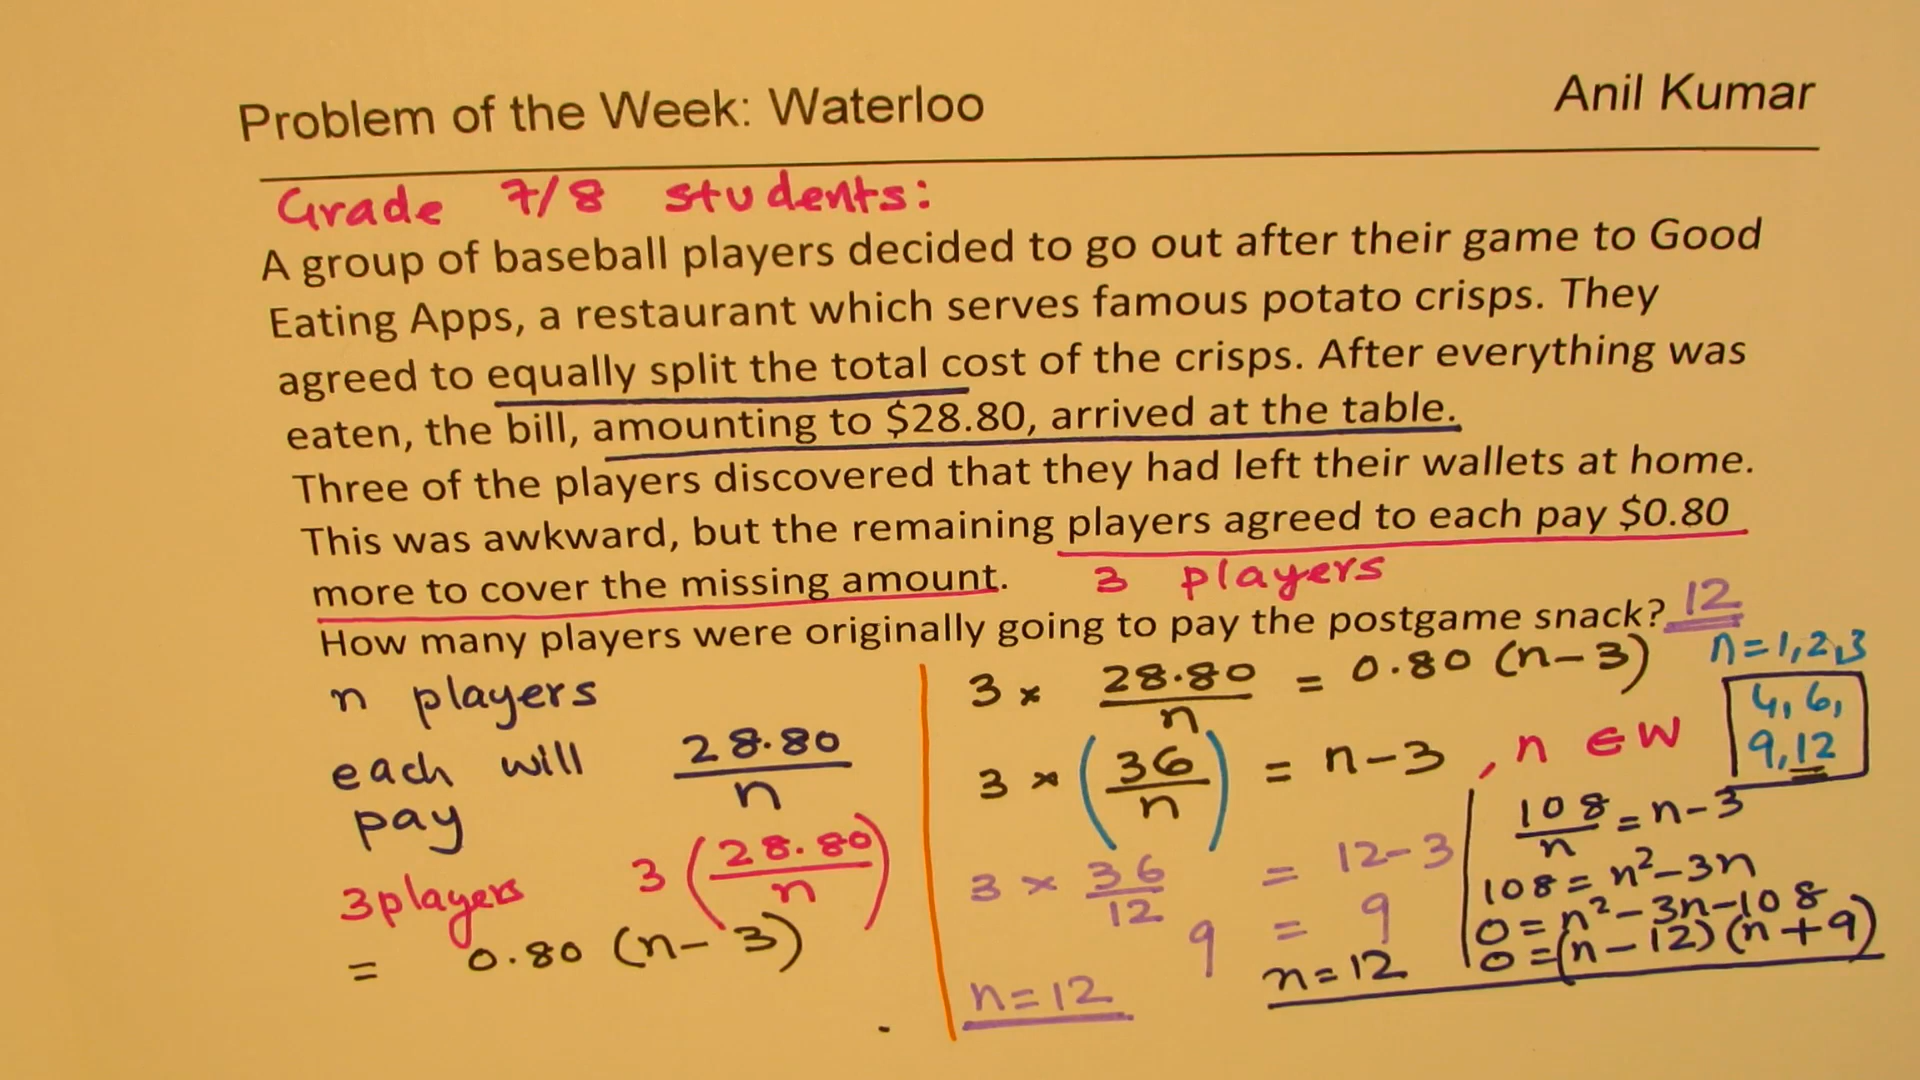 Problem of the Week: Waterloo
Anil Kumar
Grade 7/8 students:
A group of baseball players decided to go out after their game to Good
Eating Apps, a restaurant which serves famous potato crisps. They
agreed to equally split the total cost of the crisps. After everything was
eaten, the bill, amounting to $28.80, arrived at the table.
Three of the players discovered that they had left their wallets at home.
This was awkward, but the remaining players agreed to each pay $0.80
more to cover the missing amount. 3 players
How many players were originally going to pay the postgame snack? 12
n players
each will pay 28.80/n
3players 3(28.80/n)
= 0.80 (n-3)
3 × 28.80/n = 0.80 (n-3)
3 × (36/n) = n-3, n ∈ W
3 × 36/12 = 12-3
9 = 9
n=12
n=12
n=1,2,3
4, 6,
9,12
108/n = n-3
108 = n²-3n
0 = n²-3n-108
0 = (n-12)(n+9)